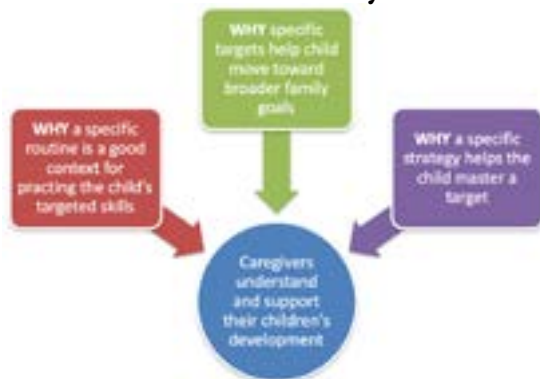 WHY specific
targets help child
move toward
broader family
goals
WHY a specific
routine is a good
context for
practing the child's
targeted skills
WHY a specific
strategy helps the
child master a
target
Caregivers
understand
and support
their children's
development